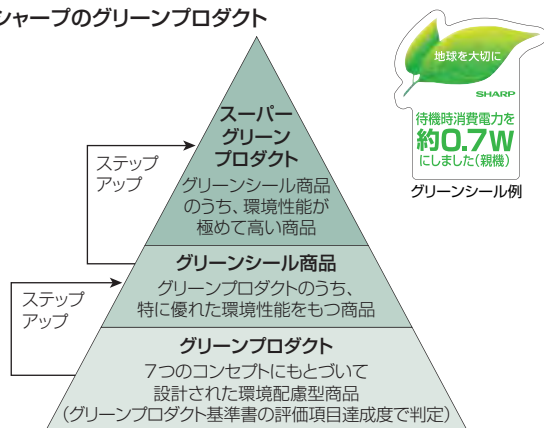 シャープのグリーンプロダクト
地球を大切に
SHARP
待機時消費電力を
約0.7W
にしました(親機)
グリーンシール例
スーパー
グリーン
プロダクト
グリーンシール商品
のうち、環境性能が
極めて高い商品
ステップ
アップ
グリーンシール商品
グリーンプロダクトのうち、
特に優れた環境性能をもつ商品
ステップ
アップ
グリーンプロダクト
7つのコンセプトにもとづいて
設計された環境配慮型商品
(グリーンプロダクト基準書の評価項目達成度で判定)